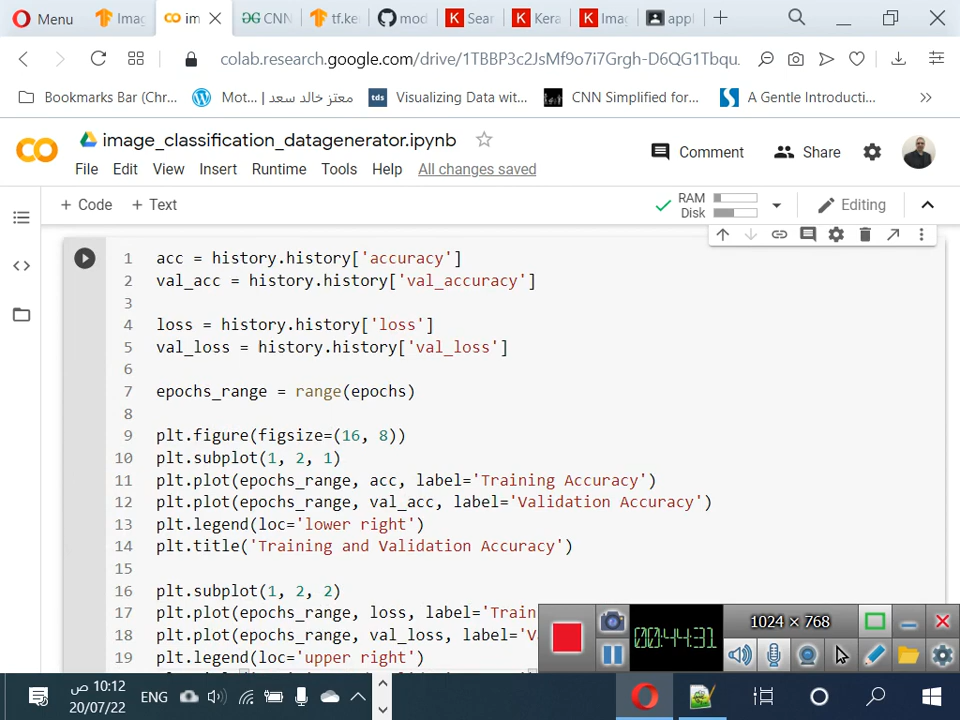 Menu
Imag
im
CNN
tf.ke
mod
Sear
Kera
Imag
appl
colab.research.google.com/drive/1TBBP3c2JsMf9o7i7Grgh-D6QG1Tbqu.
Bookmarks Bar (Chr...
Mot... | معتز خالد سعد
tds Visualizing Data wit...
CNN Simplified for...
A Gentle Introducti...
image_classification_datagenerator.ipynb
Comment
Share
File Edit View Insert Runtime Tools Help All changes saved
+ Code + Text
RAM
Disk
Editing
1 acc = history.history['accuracy']
2 val_acc = history.history['val_accuracy']
3
4 loss = history.history['loss']
5 val_loss = history.history['val_loss']
6
7 epochs_range = range(epochs)
8
9 plt.figure(figsize=(16, 8))
10 plt.subplot(1, 2, 1)
11 plt.plot(epochs_range, acc, label='Training Accuracy')
12 plt.plot(epochs_range, val_acc, label='Validation Accuracy')
13 plt.legend(loc='lower right')
14 plt.title('Training and Validation Accuracy')
15
16 plt.subplot(1, 2, 2)
17 plt.plot(epochs_range, loss, label='Train
18 plt.plot(epochs_range, val_loss, label='V
19 plt.legend(loc='upper right')
00:44:31
1024 × 768
10:12 ص
20/07/22
ENG